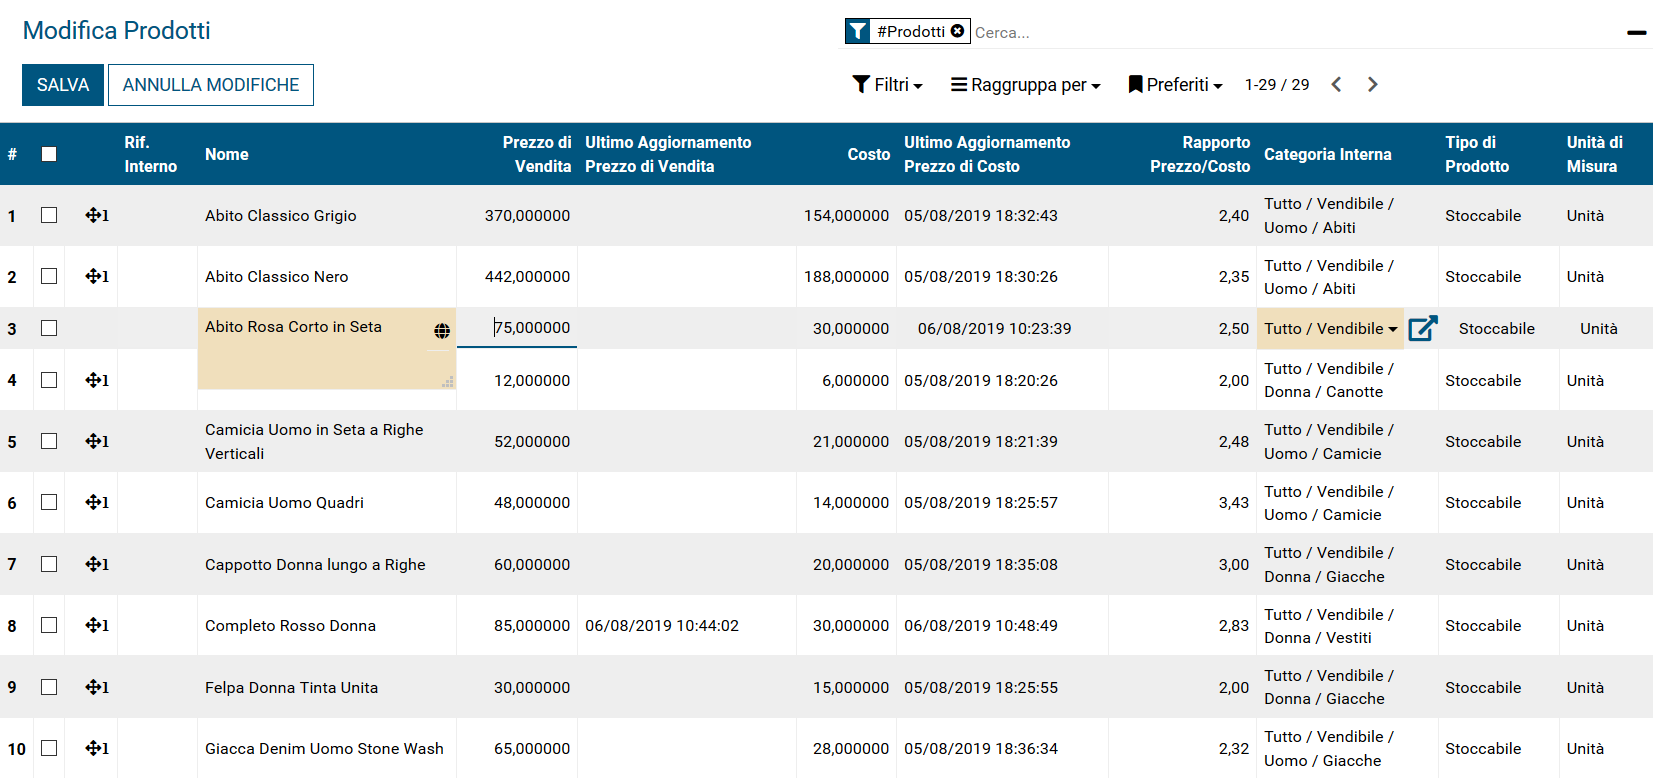 Modifica Prodotti
#Prodotti Cerca...
SALVA ANNULLA MODIFICHE Filtri Raggruppa per Preferiti 1-29 / 29
# Rif. Interno Nome Prezzo di Vendita Ultimo Aggiornamento Prezzo di Vendita Costo Ultimo Aggiornamento Prezzo di Costo Rapporto Prezzo/Costo Categoria Interna Tipo di Prodotto Unità di Misura
1 1 Abito Classico Grigio 370,000000 154,000000 05/08/2019 18:32:43 2,40 Tutto / Vendibile / Uomo / Abiti Stoccabile Unità
2 1 Abito Classico Nero 442,000000 188,000000 05/08/2019 18:30:26 2,35 Tutto / Vendibile / Uomo / Abiti Stoccabile Unità
3 Abito Rosa Corto in Seta 75,000000 30,000000 06/08/2019 10:23:39 2,50 Tutto / Vendibile Stoccabile Unità
4 1 12,000000 6,000000 05/08/2019 18:20:26 2,00 Tutto / Vendibile / Donna / Canotte Stoccabile Unità
5 1 Camicia Uomo in Seta a Righe Verticali 52,000000 21,000000 05/08/2019 18:21:39 2,48 Tutto / Vendibile / Uomo / Camicie Stoccabile Unità
6 1 Camicia Uomo Quadri 48,000000 14,000000 05/08/2019 18:25:57 3,43 Tutto / Vendibile / Uomo / Camicie Stoccabile Unità
7 1 Cappotto Donna lungo a Righe 60,000000 20,000000 05/08/2019 18:35:08 3,00 Tutto / Vendibile / Donna / Giacche Stoccabile Unità
8 1 Completo Rosso Donna 85,000000 06/08/2019 10:44:02 30,000000 06/08/2019 10:48:49 2,83 Tutto / Vendibile / Donna / Vestiti Stoccabile Unità
9 1 Felpa Donna Tinta Unita 30,000000 15,000000 05/08/2019 18:25:55 2,00 Tutto / Vendibile / Donna / Giacche Stoccabile Unità
10 1 Giacca Denim Uomo Stone Wash 65,000000 28,000000 05/08/2019 18:36:34 2,32 Tutto / Vendibile / Uomo / Giacche Stoccabile Unità